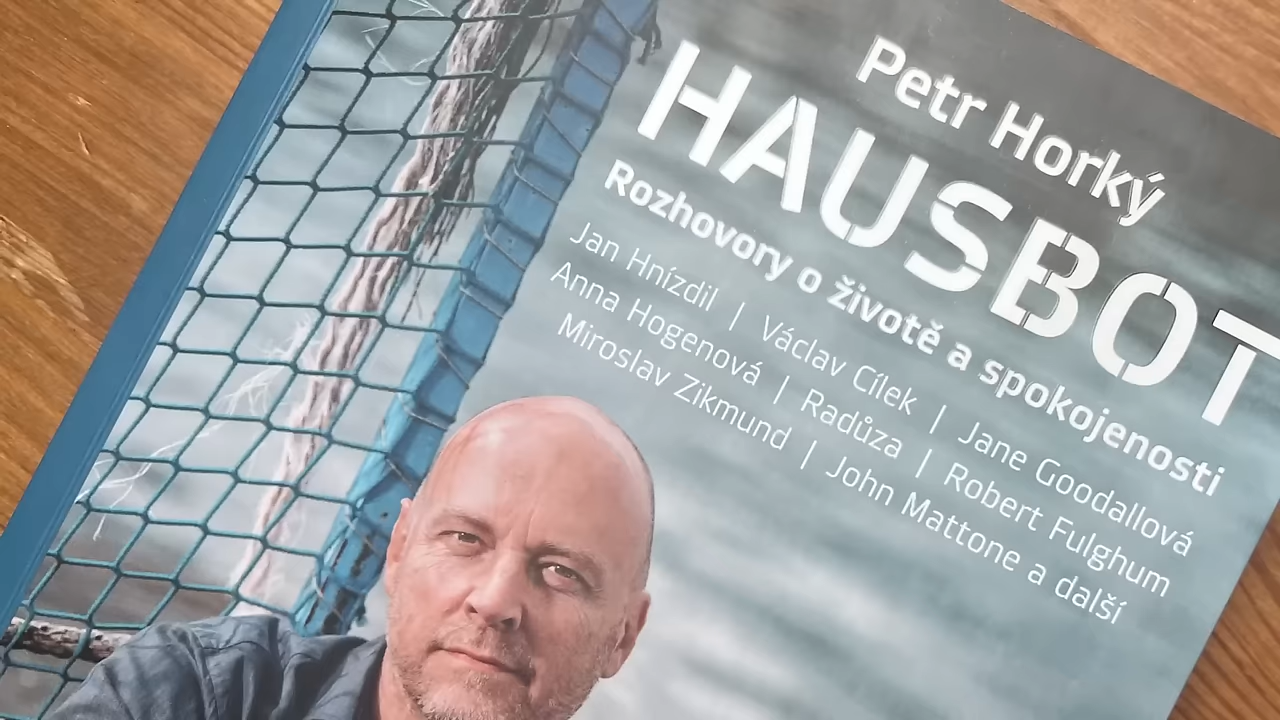 Petr Horký
HAUSBOT
Rozhovory o životě a spokojenosti
Jan Hnízdil | Václav Cílek | Jane Goodallová
Anna Hogenová | Radůza | Robert Fulghum
Miroslav Zikmund | John Mattone a další